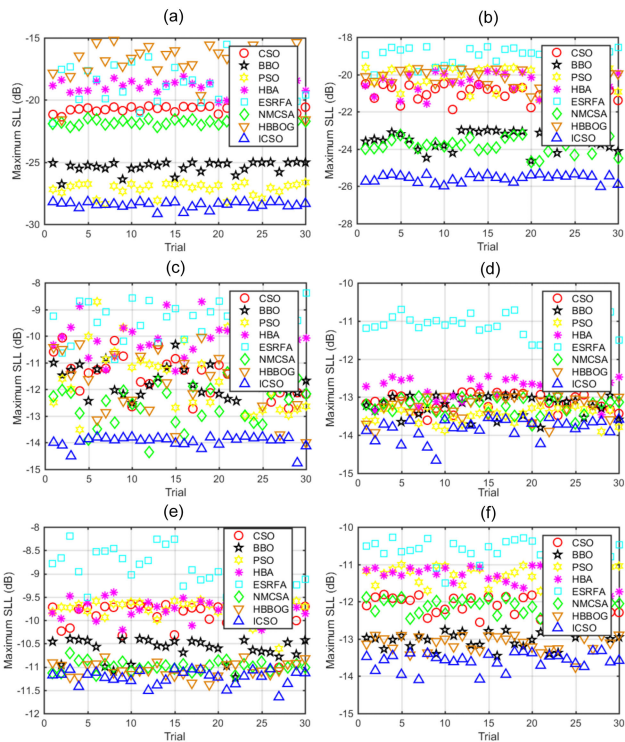 (a)
-15
-20
-25
-30
0 5 10 15 20 25 30
Maximum SLL (dB)
Trial
CSO
BBO
PSO
HBA
ESRFA
NMCSA
HBBOG
ICSO
(b)
-18
-20
-22
-24
-26
-28
0 5 10 15 20 25 30
Maximum SLL (dB)
Trial
CSO
BBO
PSO
HBA
ESRFA
NMCSA
HBBOG
ICSO
(c)
-8
-9
-10
-11
-12
-13
-14
-15
0 5 10 15 20 25 30
Maximum SLL (dB)
Trial
CSO
BBO
PSO
HBA
ESRFA
NMCSA
HBBOG
ICSO
(d)
-10
-11
-12
-13
-14
-15
0 5 10 15 20 25 30
Maximum SLL (dB)
Trial
CSO
BBO
PSO
HBA
ESRFA
NMCSA
HBBOG
ICSO
(e)
-8
-8.5
-9
-9.5
-10
-10.5
-11
-11.5
-12
0 5 10 15 20 25 30
Maximum SLL (dB)
Trial
CSO
BBO
PSO
HBA
ESRFA
NMCSA
HBBOG
ICSO
(f)
-10
-11
-12
-13
-14
-15
0 5 10 15 20 25 30
Maximum SLL (dB)
Trial
CSO
BBO
PSO
HBA
ESRFA
NMCSA
HBBOG
ICSO